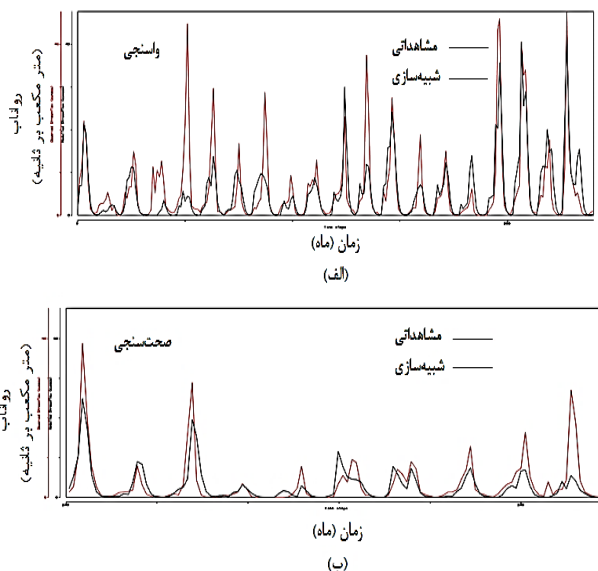 واسنجی
مشاهداتی
شبیه‌سازی
رواناب
(متر مکعب بر ثانیه)
زمان (ماه)
(الف)
صحت‌سنجی
مشاهداتی
شبیه‌سازی
رواناب
(متر مکعب بر ثانیه)
زمان (ماه)
(ب)